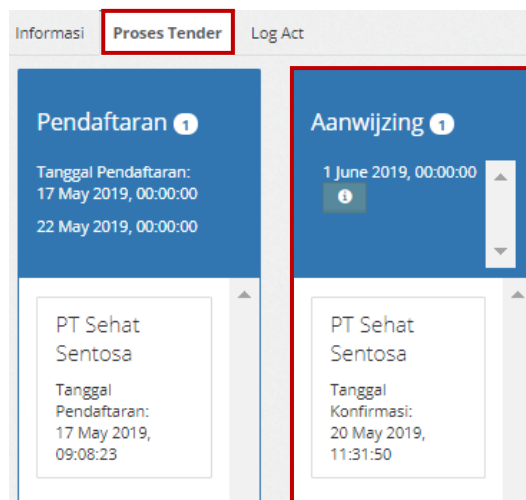 Informasi Proses Tender Log Act
Pendaftaran 1
Tanggal Pendaftaran:
17 May 2019, 00:00:00
22 May 2019, 00:00:00
PT Sehat
Sentosa
Tanggal
Pendaftaran:
17 May 2019,
09:08:23
Aanwijzing 1
1 June 2019, 00:00:00
i
PT Sehat
Sentosa
Tanggal
Konfirmasi:
20 May 2019,
11:31:50